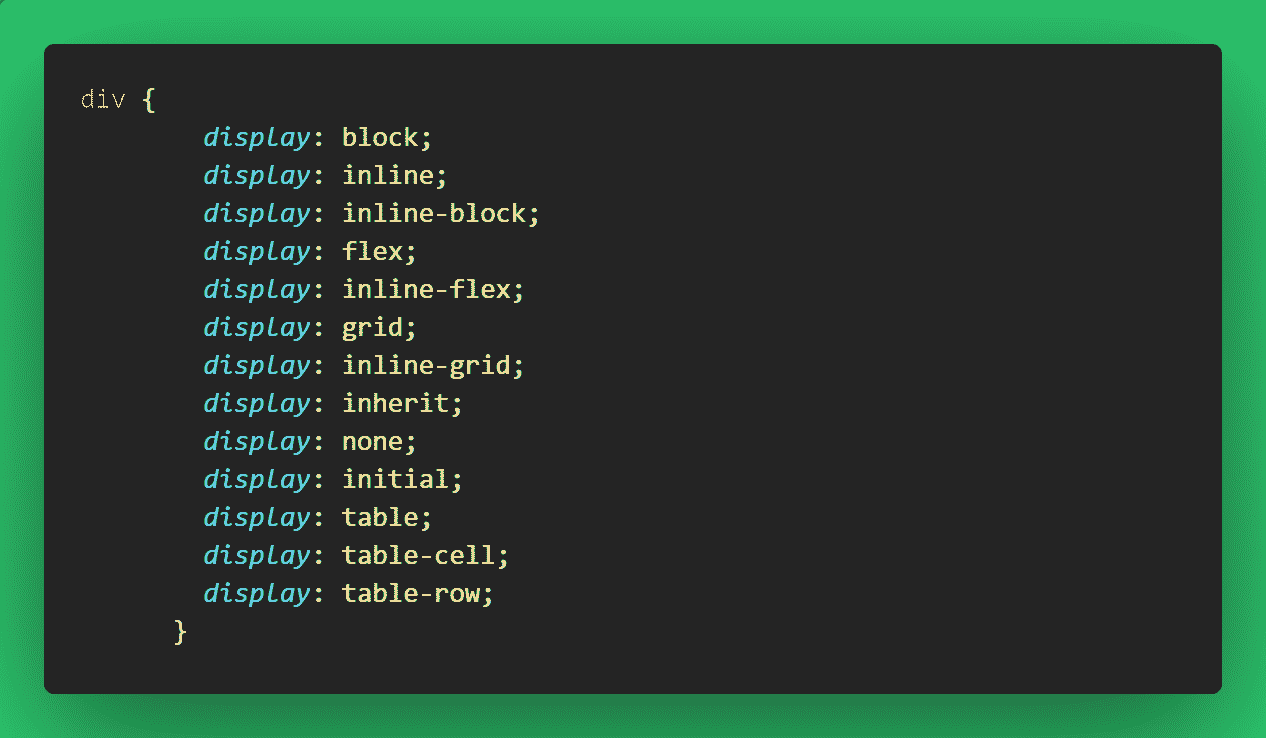 div {
display: block;
display: inline;
display: inline-block;
display: flex;
display: inline-flex;
display: grid;
display: inline-grid;
display: inherit;
display: none;
display: initial;
display: table;
display: table-cell;
display: table-row;
}